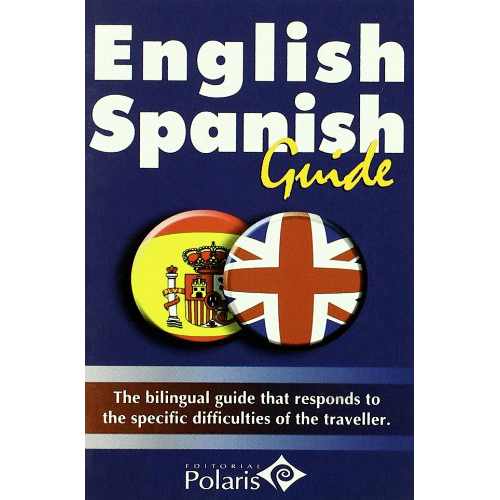 English
Spanish
Guide
The bilingual guide that responds to
the specific difficulties of the traveller.
EDITORIAL
Polaris